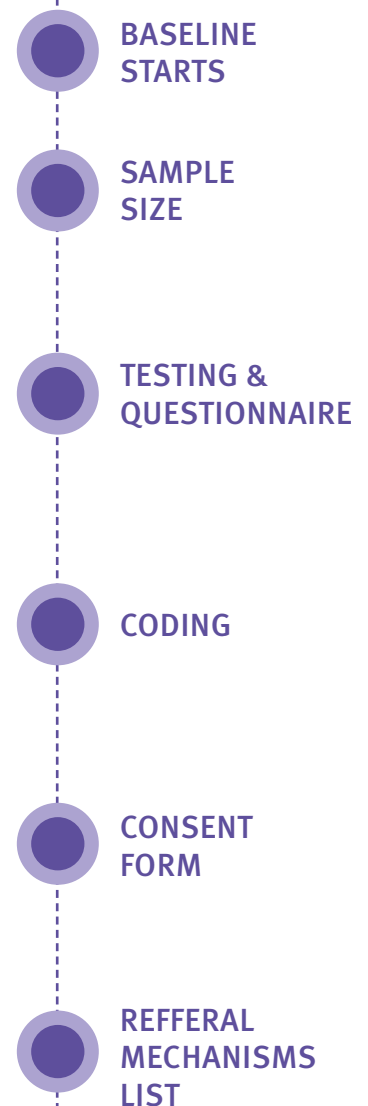 BASELINE
STARTS
SAMPLE
SIZE
TESTING &
QUESTIONNAIRE
CODING
CONSENT
FORM
REFFERAL
MECHANISMS
LIST